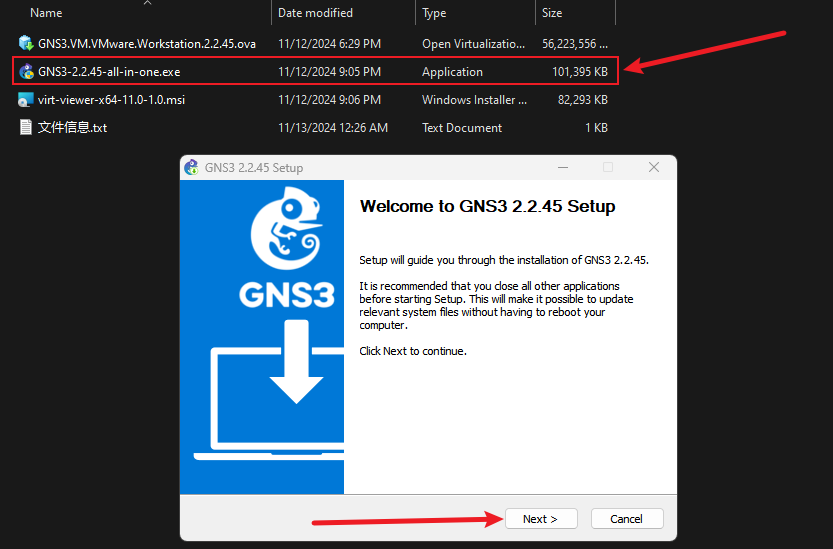 Name Date modified Type Size
GNS3.VM.VMware.Workstation.2.2.45.ova 11/12/2024 6:29 PM Open Virtualizatio... 56,223,556 ...
GNS3-2.2.45-all-in-one.exe 11/12/2024 9:05 PM Application 101,395 KB
virt-viewer-x64-11.0-1.0.msi 11/12/2024 9:06 PM Windows Installer ... 82,293 KB
文件信息.txt 11/13/2024 12:26 AM Text Document 1 KB
GNS3 2.2.45 Setup
Welcome to GNS3 2.2.45 Setup
Setup will guide you through the installation of GNS3 2.2.45.
It is recommended that you close all other applications
before starting Setup. This will make it possible to update
relevant system files without having to reboot your
computer.
Click Next to continue.
GNS3
Next > Cancel